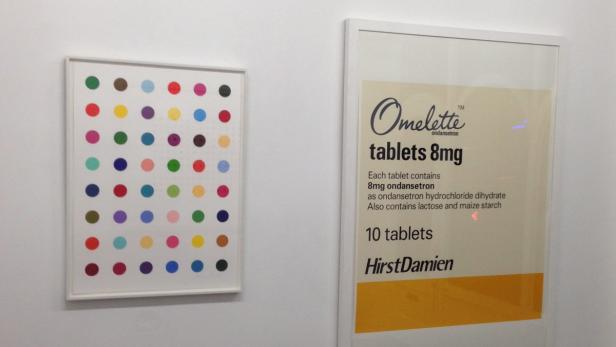 Omelette™
ondansetron
tablets 8mg
Each tablet contains
8mg ondansetron
as ondansetron hydrochloride dihydrate
Also contains lactose and maize starch
10 tablets
HirstDamien